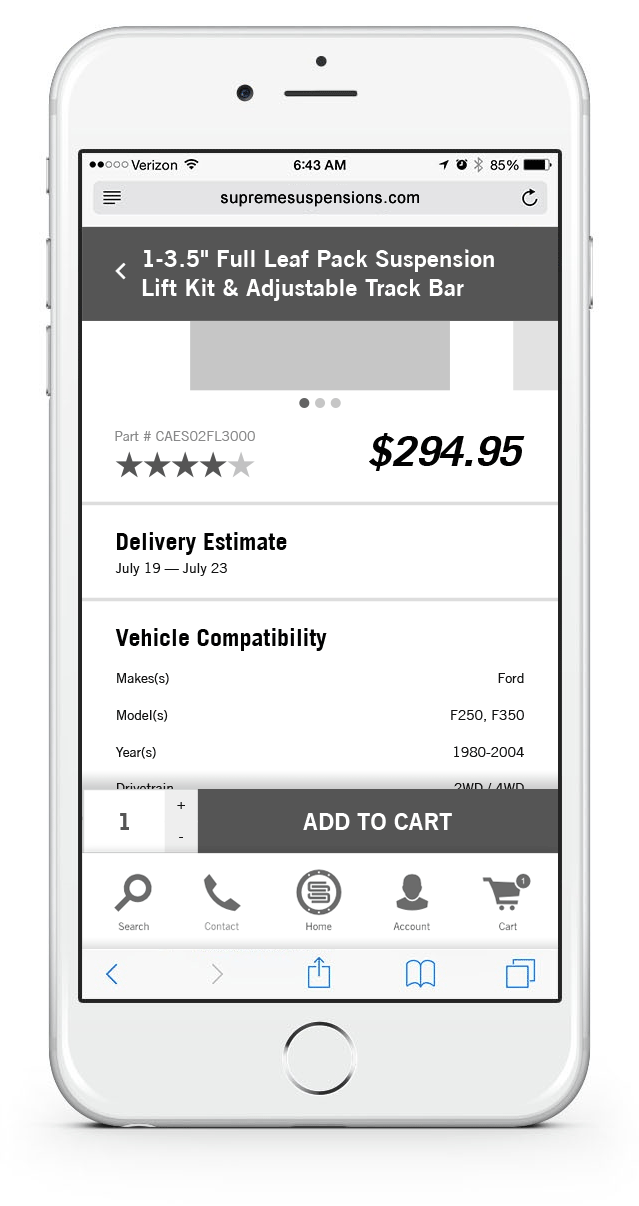 Verizon 6:43 AM 85%
supremesuspensions.com
1-3.5" Full Leaf Pack Suspension
Lift Kit & Adjustable Track Bar
Part # CAES02FL3000
$294.95
Delivery Estimate
July 19 — July 23
Vehicle Compatibility
Makes(s) Ford
Model(s) F250, F350
Year(s) 1980-2004
Drivetrain 2WD / 4WD
1 + - ADD TO CART
1
Search Contact Home Account Cart